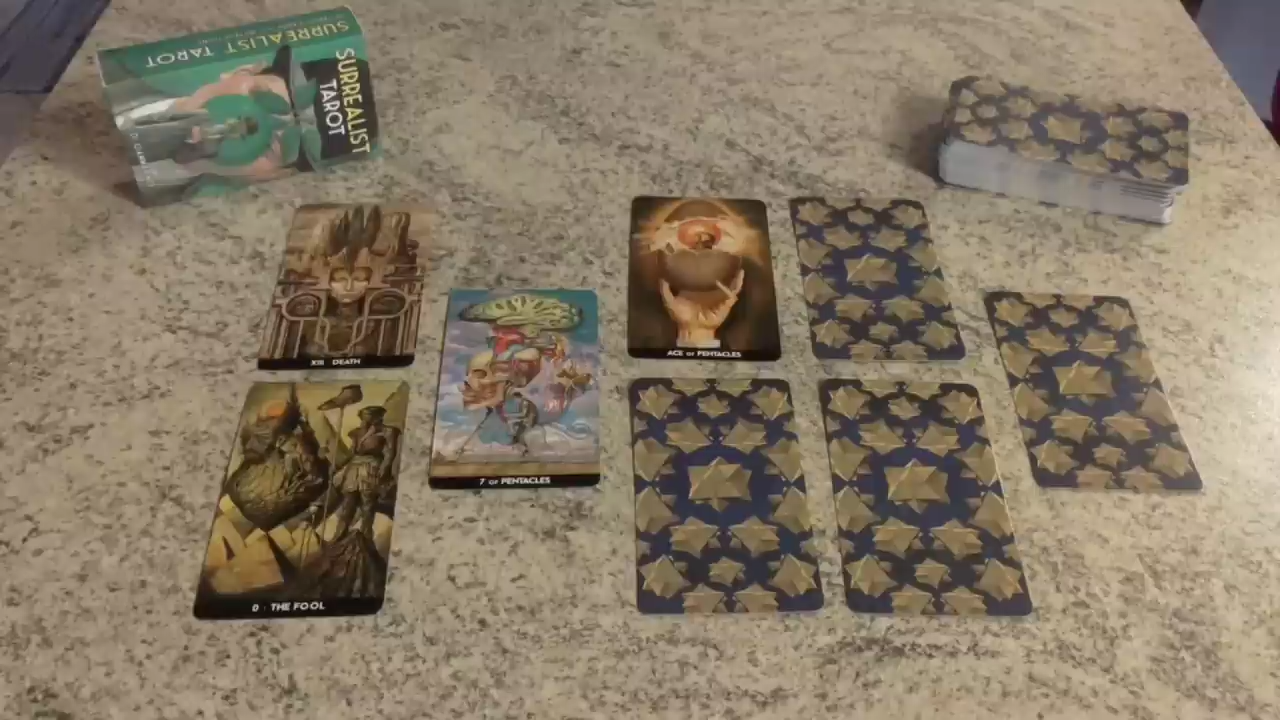 SURREALIST TAROT
SURREALIST
TAROT
XIII DEATH
ACE OF PENTACLES
7 OF PENTACLES
0 · THE FOOL